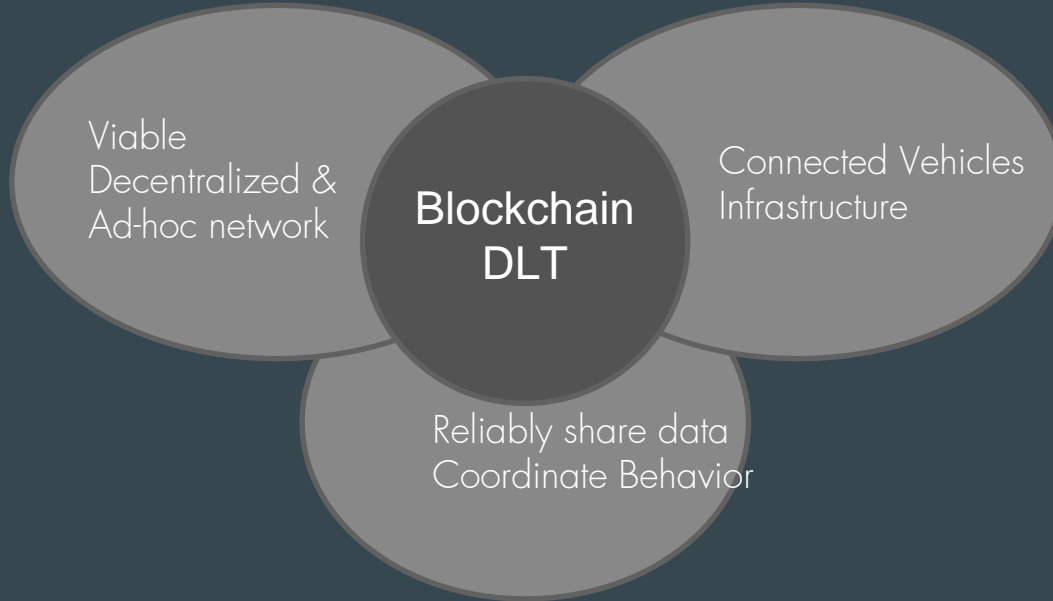 Viable
Decentralized &
Ad-hoc network
Blockchain
DLT
Connected Vehicles
Infrastructure
Reliably share data
Coordinate Behavior